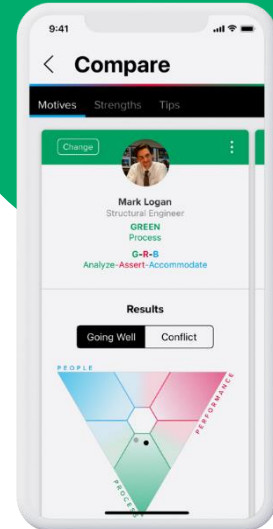 9:41
Compare
Motives Strengths Tips
Change
Mark Logan
Structural Engineer
GREEN
Process
G-R-B
Analyze-Assert-Accommodate
Results
Going Well Conflict
PEOPLE
PERFORMANCE
PROCESS